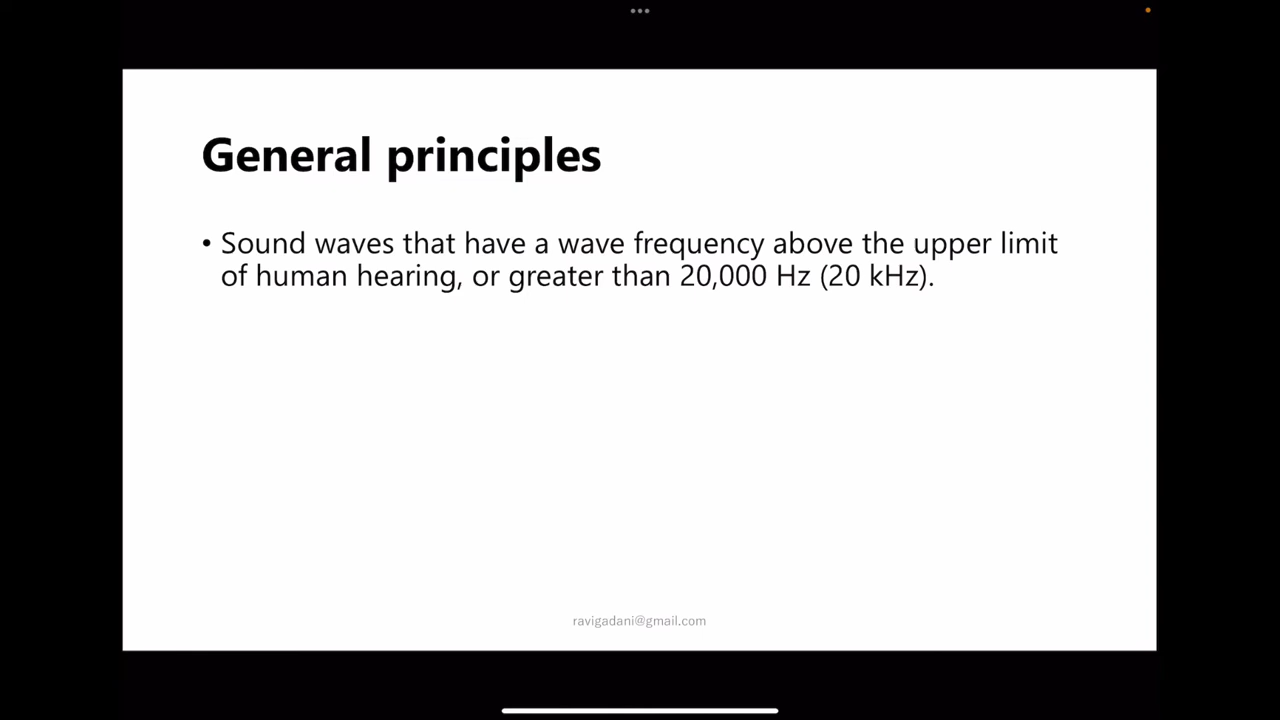 General principles
• Sound waves that have a wave frequency above the upper limit
of human hearing, or greater than 20,000 Hz (20 kHz).
ravigadani@gmail.com